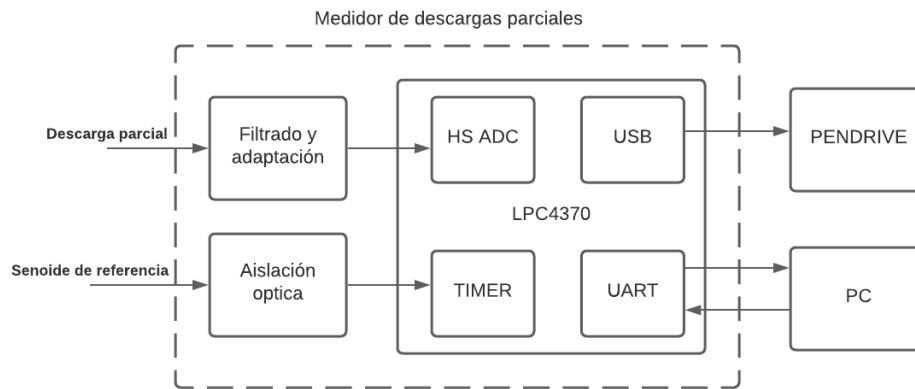 Medidor de descargas parciales
Descarga parcial
Filtrado y
adaptación
HS ADC
USB
PENDRIVE
LPC4370
Senoide de referencia
Aislación
optica
TIMER
UART
PC